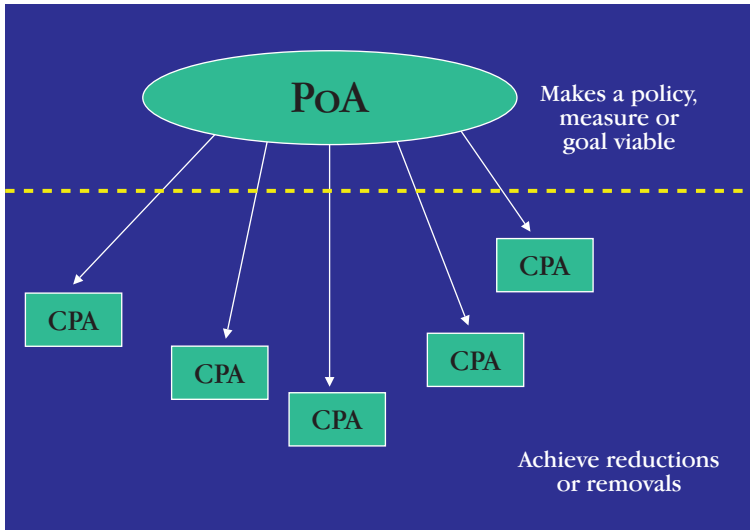 PoA
Makes a policy,
measure or
goal viable
CPA
CPA
CPA
CPA
CPA
Achieve reductions
or removals